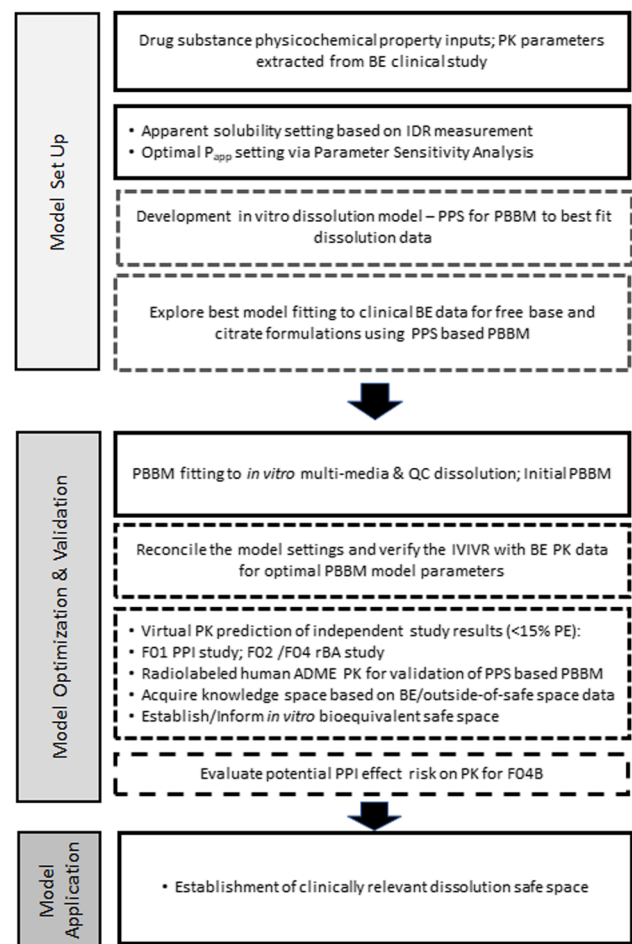 Model Set Up
Drug substance physicochemical property inputs; PK parameters
extracted from BE clinical study
• Apparent solubility setting based on IDR measurement
• Optimal Papp setting via Parameter Sensitivity Analysis
Development in vitro dissolution model – PPS for PBBM to best fit
dissolution data
Explore best model fitting to clinical BE data for free base and
citrate formulations using PPS based PBBM
Model Optimization & Validation
PBBM fitting to in vitro multi-media & QC dissolution; Initial PBBM
Reconcile the model settings and verify the IVIVR with BE PK data
for optimal PBBM model parameters
• Virtual PK prediction of independent study results (<15% PE):
• F01 PPI study; F02 /F04 rBA study
• Radiolabeled human ADME PK for validation of PPS based PBBM
• Acquire knowledge space based on BE/outside-of-safe space data
• Establish/Inform in vitro bioequivalent safe space
Evaluate potential PPI effect risk on PK for F04B
Model
Application
• Establishment of clinically relevant dissolution safe space